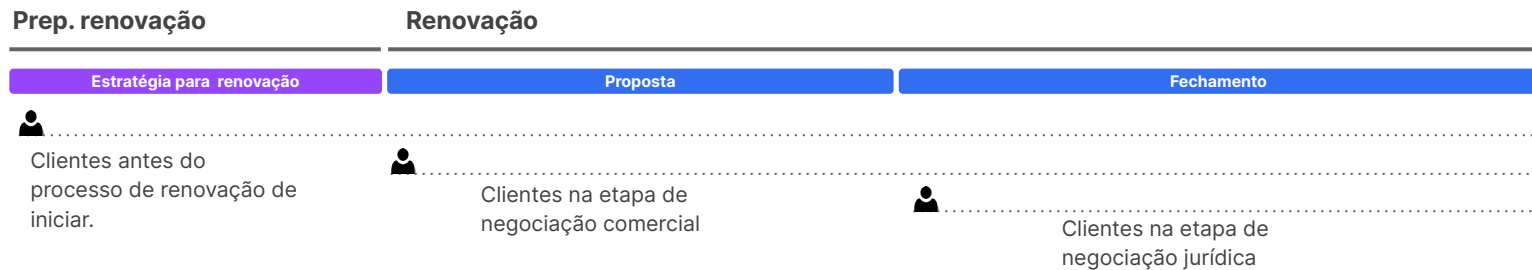 Prep. renovação
Renovação
Estratégia para renovação
Proposta
Fechamento
Clientes antes do
processo de renovação de
iniciar.
Clientes na etapa de
negociação comercial
Clientes na etapa de
negociação jurídica